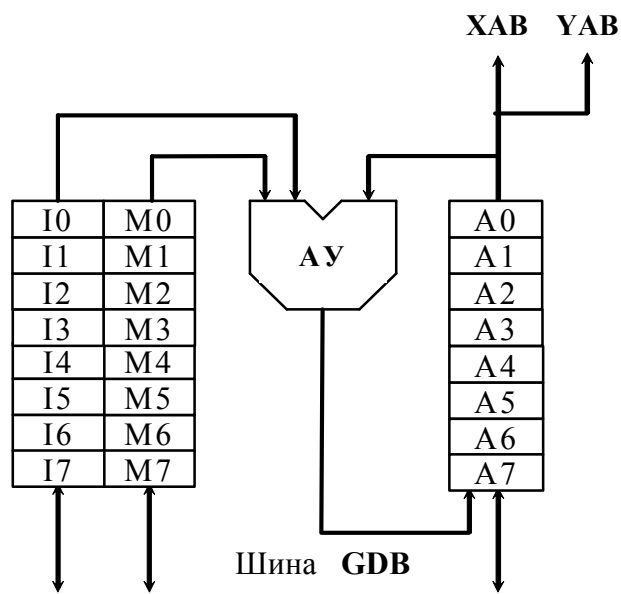 XAB YAB
I0 M0 A0
I1 M1 АУ A1
I2 M2 A2
I3 M3 A3
I4 M4 A4
I5 M5 A5
I6 M6 A6
I7 M7 A7
Шина GDB